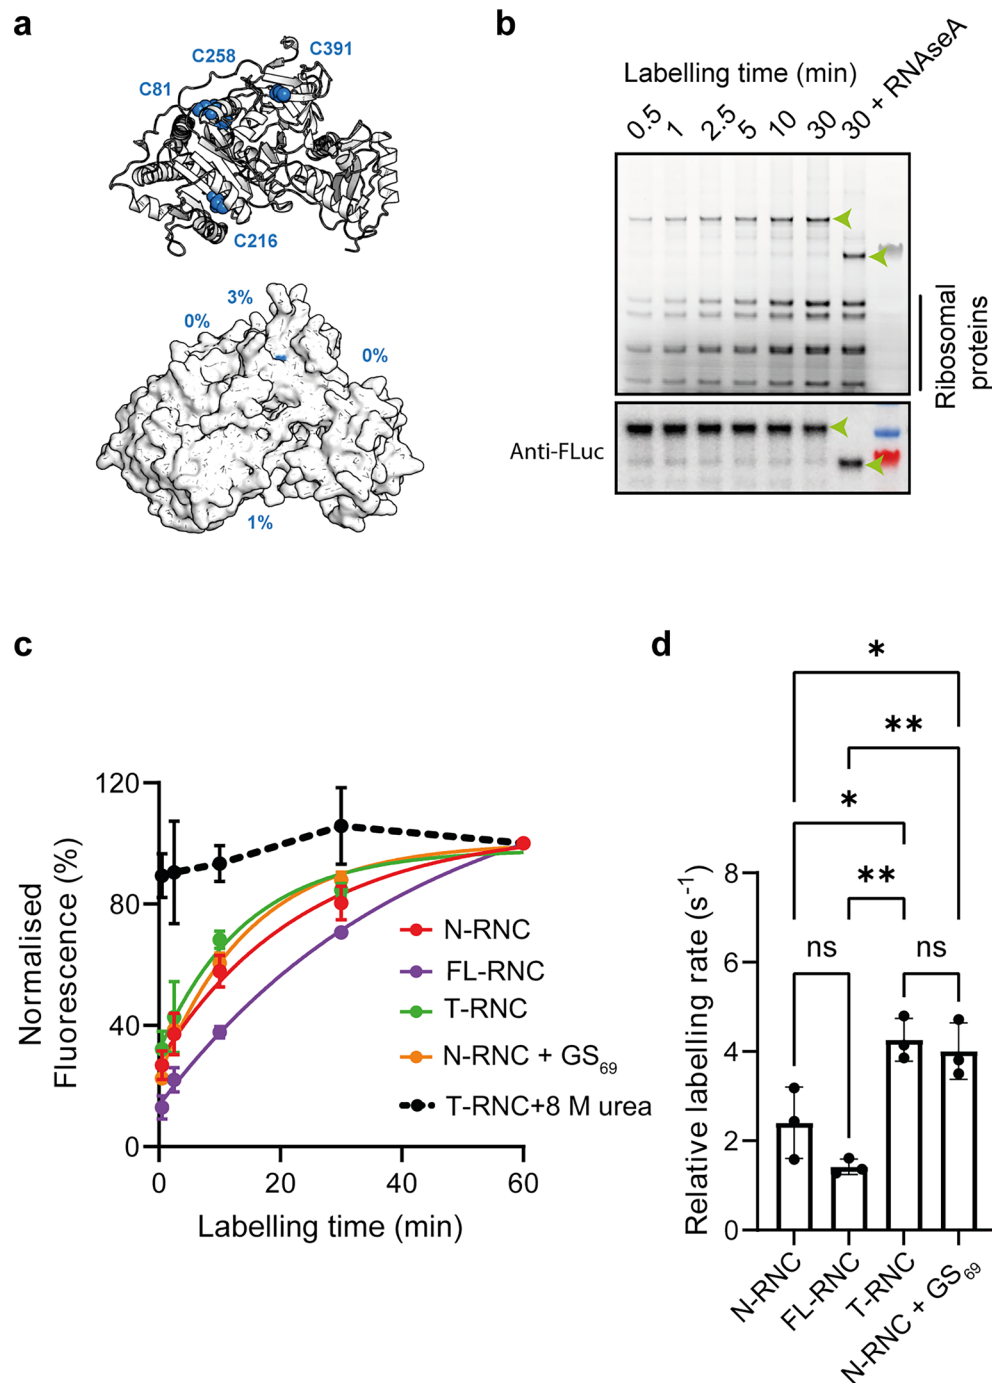 a
C258
C391
C81
C216
3%
0%
0%
1%
b
Labelling time (min)
0.5
1
2.5
5
10
30
30 + RNAseA
Ribosomal
proteins
Anti-FLuc
c
Normalised
Fluorescence (%)
120
80
40
0
0
20
40
60
Labelling time (min)
N-RNC
FL-RNC
T-RNC
N-RNC + GS69
T-RNC+8 M urea
d
*
**
*
**
ns
ns
Relative labelling rate (s-1)
8
6
4
2
0
N-RNC
FL-RNC
T-RNC
N-RNC + GS69